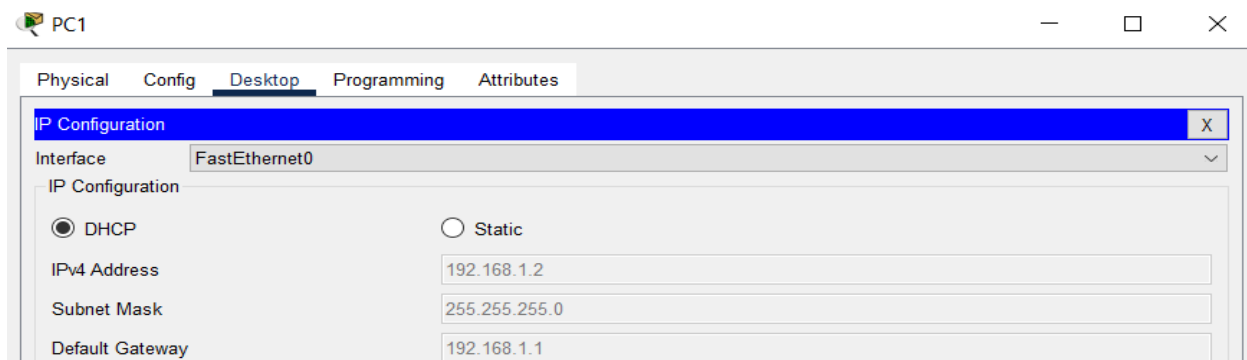 PC1
Physical Config Desktop Programming Attributes
IP Configuration X
Interface FastEthernet0
IP Configuration
DHCP Static
IPv4 Address 192.168.1.2
Subnet Mask 255.255.255.0
Default Gateway 192.168.1.1